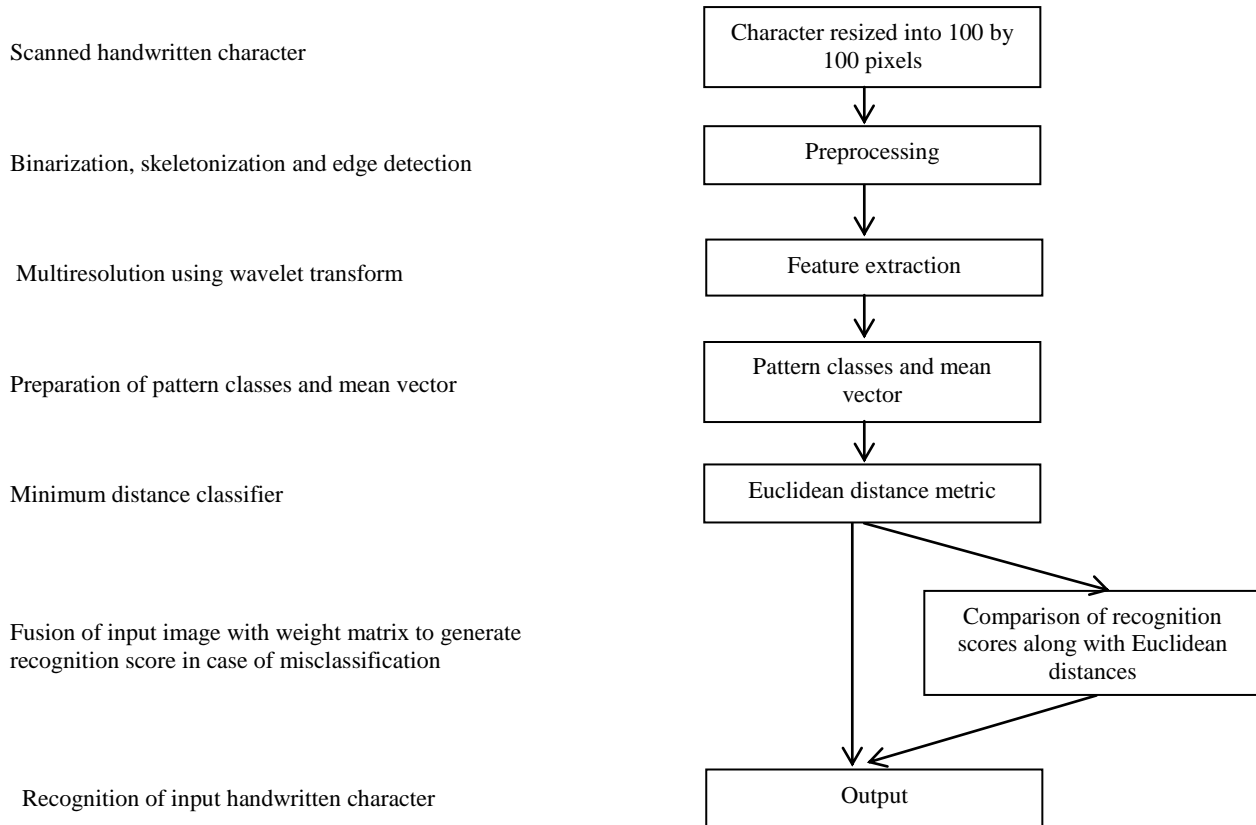 Scanned handwritten character
Character resized into 100 by
100 pixels
Binarization, skeletonization and edge detection
Preprocessing
Multiresolution using wavelet transform
Feature extraction
Preparation of pattern classes and mean vector
Pattern classes and mean
vector
Minimum distance classifier
Euclidean distance metric
Fusion of input image with weight matrix to generate
recognition score in case of misclassification
Comparison of recognition
scores along with Euclidean
distances
Recognition of input handwritten character
Output